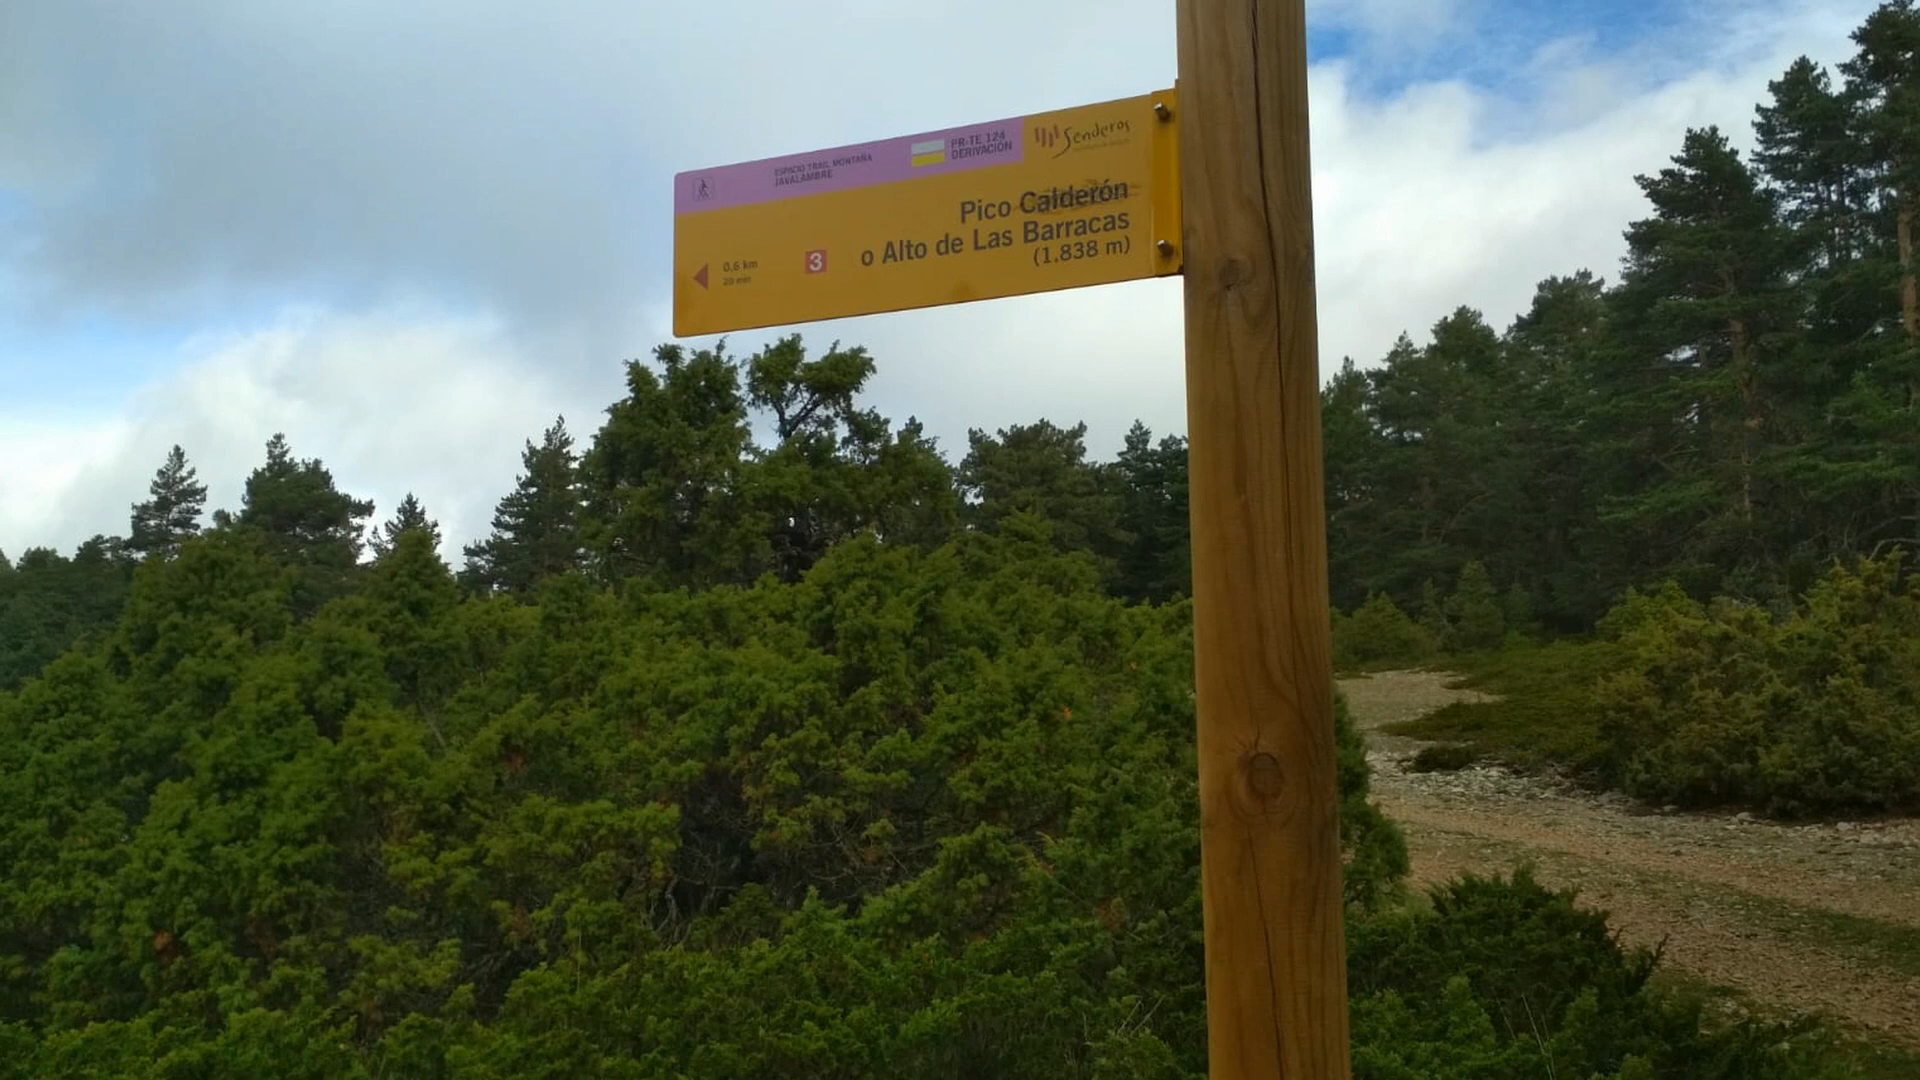 ESPACIO TRAIL MONTAÑA
JAVALAMBRE
PR-TE 124
DERIVACIÓN
Senderos
Pico Calderón
o Alto de Las Barracas
(1.838 m)
3
0,6 km
20 min